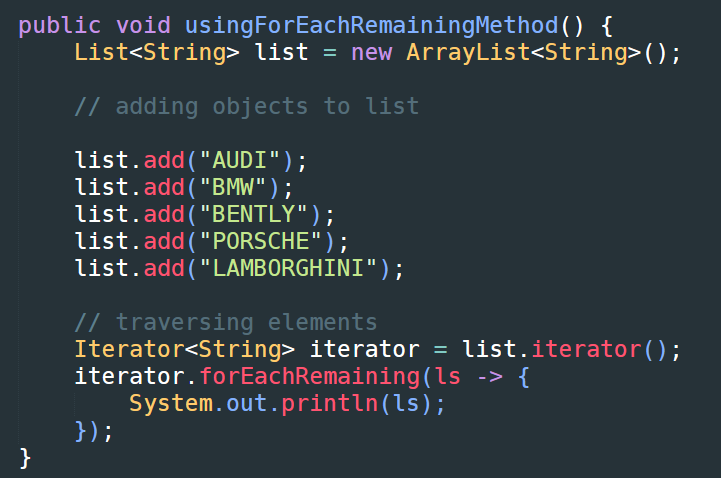 public void usingForEachRemainingMethod() {
    List<String> list = new ArrayList<String>();
    // adding objects to list
    list.add("AUDI");
    list.add("BMW");
    list.add("BENTLY");
    list.add("PORSCHE");
    list.add("LAMBORGHINI");
    // traversing elements
    Iterator<String> iterator = list.iterator();
    iterator.forEachRemaining(ls -> {
        System.out.println(ls);
    });
}